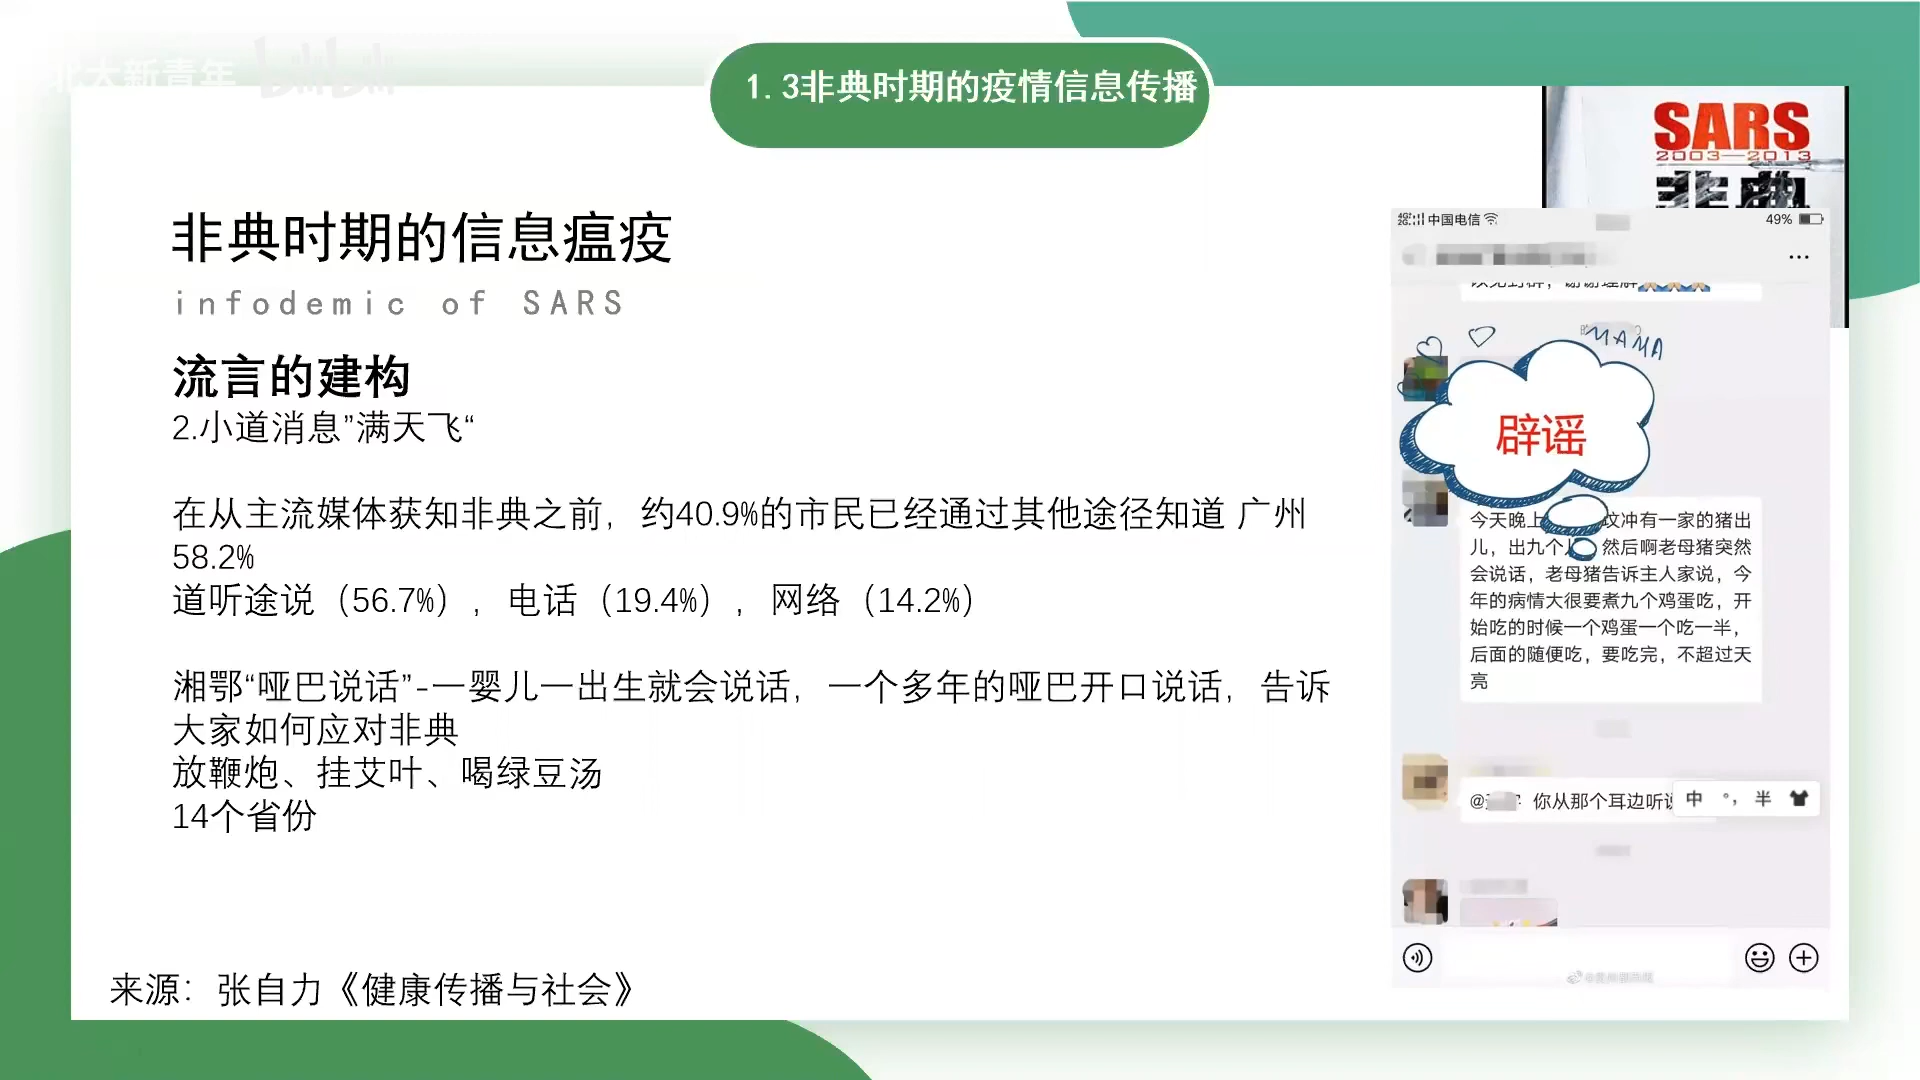 北大新青年 bilibili
1.3非典时期的疫情信息传播
SARS
2003—2013
非典
非典时期的信息瘟疫
infodemic of SARS
流言的建构
2.小道消息”满天飞“
在从主流媒体获知非典之前，约40.9%的市民已经通过其他途径知道 广州
58.2%
道听途说（56.7%），电话（19.4%），网络（14.2%）
湘鄂“哑巴说话”-一婴儿一出生就会说话，一个多年的哑巴开口说话，告诉
大家如何应对非典
放鞭炮、挂艾叶、喝绿豆汤
14个省份
来源：张自力《健康传播与社会》
中国电信
49%
MAMA
辟谣
今天晚上 坟冲有一家的猪出
儿，出九个 然后啊老母猪突然
会说话，老母猪告诉主人家说，今
年的病情大很要煮九个鸡蛋吃，开
始吃的时候一个鸡蛋一个吃一半，
后面的随便吃，要吃完，不超过天
亮
@ 你从那个耳边听说
中 °, 半